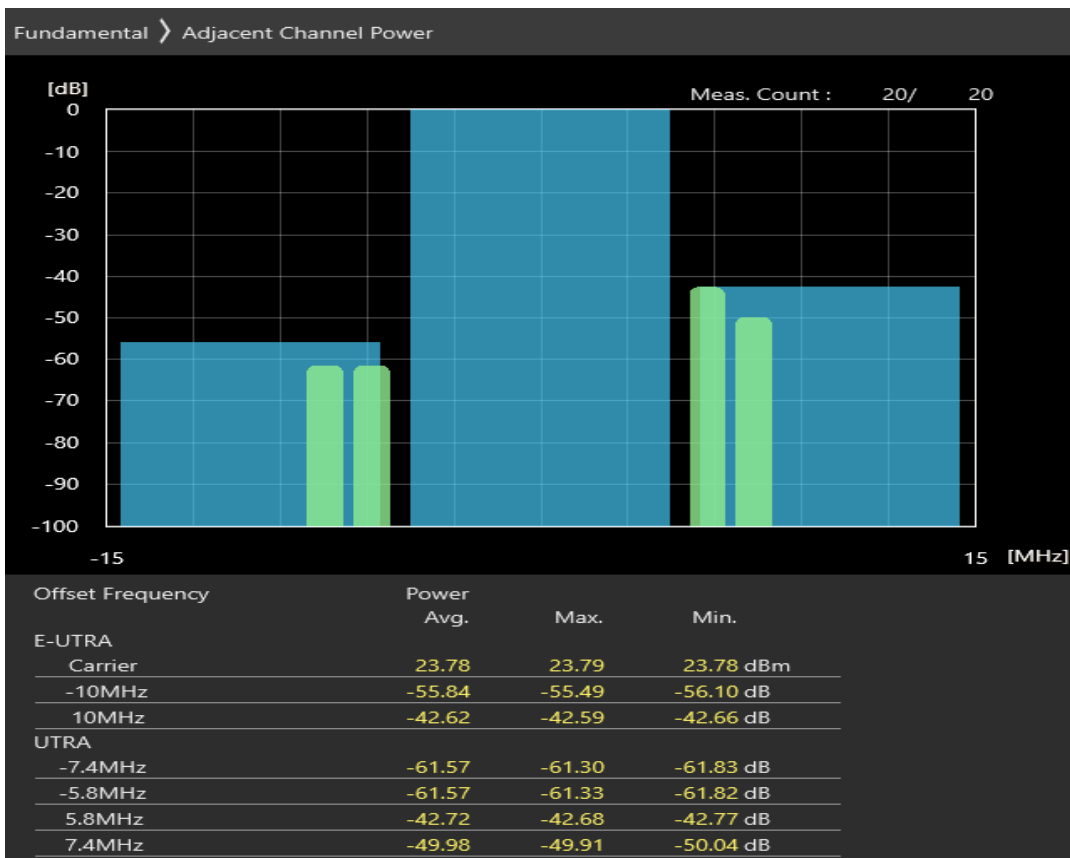 Fundamental 〉 Adjacent Channel Power
[dB]
Meas. Count : 20/ 20
0
-10
-20
-30
-40
-50
-60
-70
-80
-90
-100
-15 15 [MHz]
Offset Frequency Power
Avg. Max. Min.
E-UTRA
Carrier 23.78 23.79 23.78 dBm
-10MHz -55.84 -55.49 -56.10 dB
10MHz -42.62 -42.59 -42.66 dB
UTRA
-7.4MHz -61.57 -61.30 -61.83 dB
-5.8MHz -61.57 -61.33 -61.82 dB
5.8MHz -42.72 -42.68 -42.77 dB
7.4MHz -49.98 -49.91 -50.04 dB